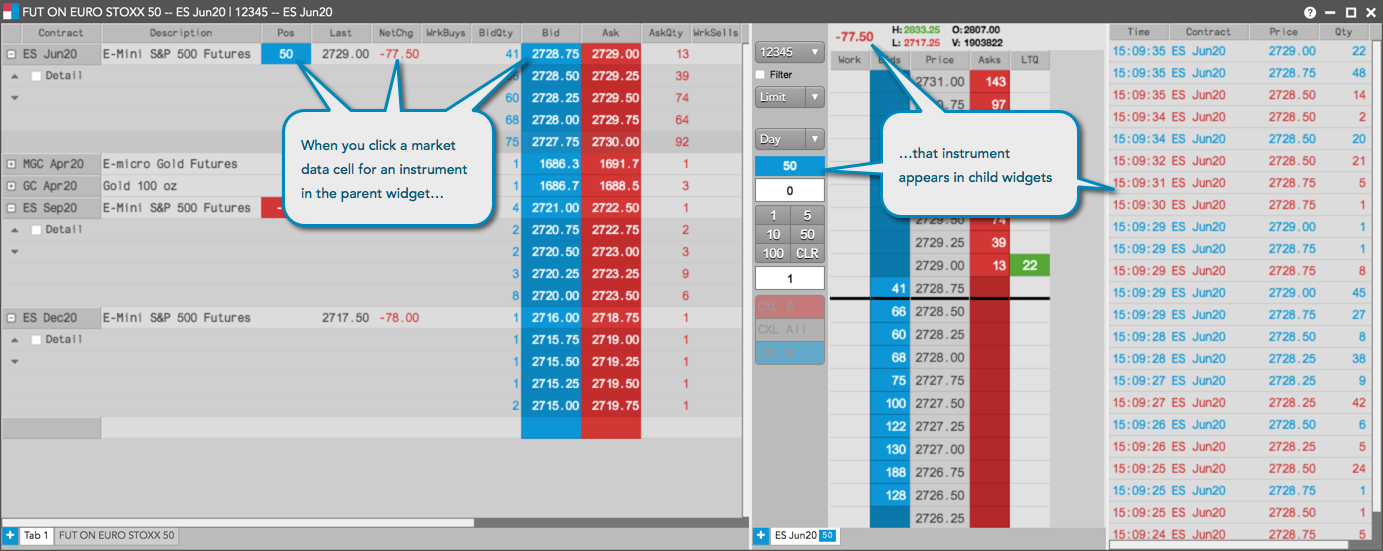 FUT ON EURO STOXX 50 -- ES Jun20 | 12345 -- ES Jun20
Contract Description Pos Last NetChg WrkBuys BidQty Bid Ask AskQty WrkSells
ES Jun20 E-Mini S&P 500 Futures 50 2729.00 -77.50 41 2728.75 2729.00 13
Detail 2728.50 2729.25 39
60 2728.25 2729.50 74
68 2728.00 2729.75 64
75 2727.75 2730.00 92
MGC Apr20 E-micro Gold Futures 1 1686.3 1691.7 1
GC Apr20 Gold 100 oz 1 1686.7 1688.5 3
ES Sep20 E-Mini S&P 500 Futures 4 2721.00 2722.50 1
Detail 2 2720.75 2722.75 2
2 2720.50 2723.00 3
3 2720.25 2723.25 9
8 2720.00 2723.50 6
ES Dec20 E-Mini S&P 500 Futures 2717.50 -78.00 1 2716.00 2718.75 1
Detail 1 2715.75 2719.00 1
1 2715.50 2719.25 1
1 2715.25 2719.50 1
2 2715.00 2719.75 1
When you click a market
data cell for an instrument
in the parent widget…
Tab 1 FUT ON EURO STOXX 50
12345
Filter
Limit
Day
50
0
1 5
10 50
100 CLR
1
CXL All
-77.50 H: 2833.25 O: 2807.00
L: 2717.25 V: 1903822
Work Price Asks LTQ
2731.00 143
97
…that instrument
appears in child widgets
2729.50 74
2729.25 39
2729.00 13 22
41 2728.75
66 2728.50
60 2728.25
68 2728.00
75 2727.75
100 2727.50
122 2727.25
130 2727.00
188 2726.75
128 2726.50
2726.25
ES Jun20 50
Time Contract Price Qty
15:09:35 ES Jun20 2729.00 22
15:09:35 ES Jun20 2728.75 48
15:09:35 ES Jun20 2728.50 14
15:09:34 ES Jun20 2728.50 2
15:09:34 ES Jun20 2728.50 20
15:09:32 ES Jun20 2728.50 21
15:09:31 ES Jun20 2728.75 5
15:09:30 ES Jun20 2728.75 1
15:09:29 ES Jun20 2729.00 1
15:09:29 ES Jun20 2728.75 1
15:09:29 ES Jun20 2728.75 8
15:09:29 ES Jun20 2729.00 45
15:09:29 ES Jun20 2728.75 27
15:09:28 ES Jun20 2728.50 8
15:09:28 ES Jun20 2728.25 38
15:09:27 ES Jun20 2728.25 9
15:09:27 ES Jun20 2728.25 42
15:09:26 ES Jun20 2728.50 6
15:09:26 ES Jun20 2728.25 5
15:09:25 ES Jun20 2728.50 24
15:09:25 ES Jun20 2728.75 1
15:09:25 ES Jun20 2728.50 1
15:09:24 ES Jun20 2728.75 5